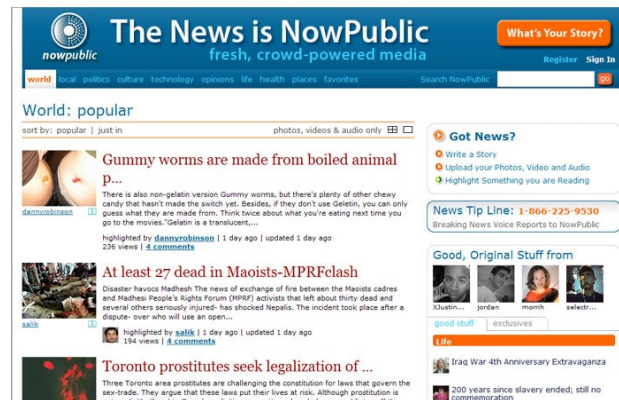 The News is NowPublic
What's Your Story?
nowpublic
fresh, crowd-powered media
Register Sign In
world local politics culture technology opinions life health places favorites Search NowPublic go
World: popular
sort by: popular | just in photos, videos & audio only
Gummy worms are made from boiled animal
p...
There is also non-gelatin version Gummy worms, but there's plenty of other chewy
candy that hasn't made the switch yet. Besides, if they don't use Geletin, you can only
guess what they are made from. Think twice about what you're eating next time you
go to the movies."Gelatin is a translucent,...
dannyrobinson 1
highlighted by dannyrobinson | 1 day ago | updated 1 day ago
236 views | 4 comments
At least 27 dead in Maoists-MPRFclash
Disaster havocs Madhesh The news of exchange of fire between the Maoists cadres
and Madhesi People's Rights Forum (MPRF) activists that left about thirty dead and
several others seriously injured- has shocked Nepalis. The incident took place after a
dispute- over who will use an open...
salik
highlighted by salik | 1 day ago | updated 1 day ago
194 views | 4 comments
Toronto prostitutes seek legalization of ...
Three Toronto area prostitutes are challenging the constitution for laws that govern the
sex-trade. They argue that these laws put their lives at risk. Although prostitution is
Got News?
Write a Story
Upload your Photos, Video and Audio
Highlight Something you are Reading
News Tip Line: 1-866-225-9530
Breaking News Voice Reports to NowPublic
Good, Original Stuff from
XJustin... jordan morrih selectr...
good stuff exclusives
Life
Iraq War 4th Anniversary Extravaganza
200 years since slavery ended; still no
commemoration